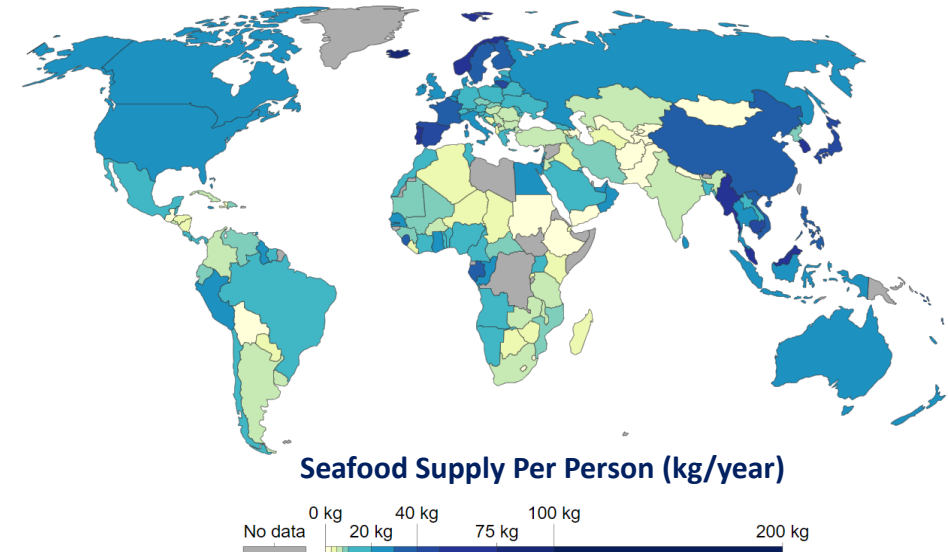 Seafood Supply Per Person (kg/year)
0 kg 40 kg 100 kg
No data 20 kg 75 kg 200 kg